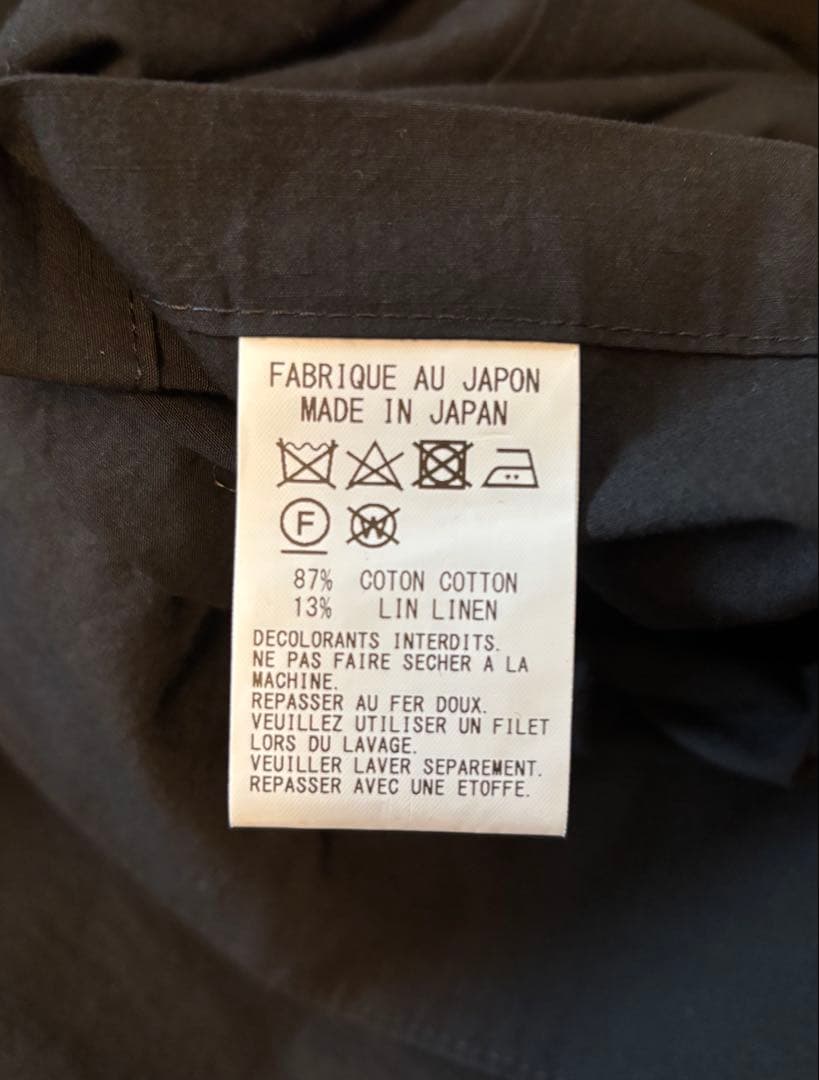 FABRIQUE AU JAPON
MADE IN JAPAN
F W
87% COTON COTTON
13% LIN LINEN
DECOLORANTS INTERDITS.
NE PAS FAIRE SECHER A LA
MACHINE.
REPASSER AU FER DOUX.
VEUILLEZ UTILISER UN FILET
LORS DU LAVAGE.
VEUILLER LAVER SEPAREMENT.
REPASSER AVEC UNE ETOFFE.